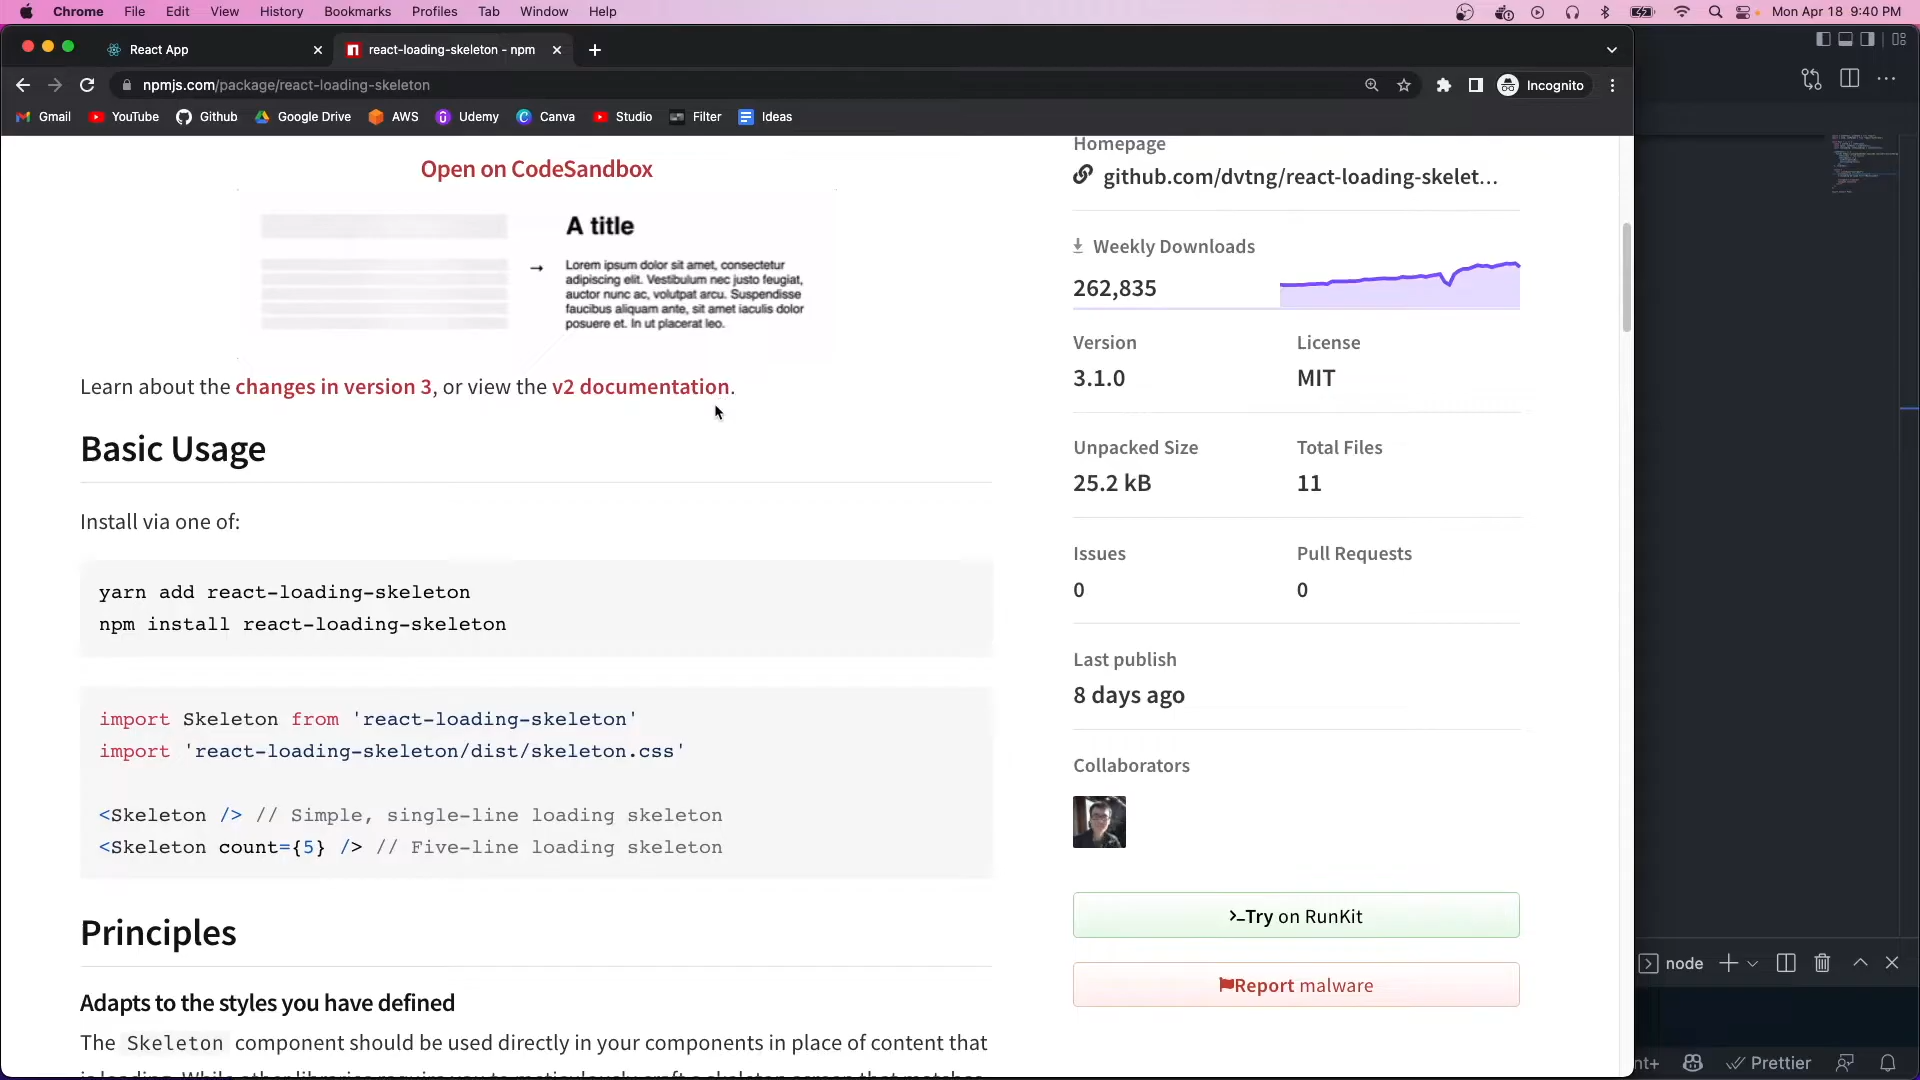 Chrome File Edit View History Bookmarks Profiles Tab Window Help Mon Apr 18 9:40 PM
React App react-loading-skeleton - npm
npmjs.com/package/react-loading-skeleton Incognito
Gmail YouTube Github Google Drive AWS Udemy Canva Studio Filter Ideas
Open on CodeSandbox
A title
Lorem ipsum dolor sit amet, consectetur
adipiscing elit. Vestibulum nec justo feugiat,
auctor nunc ac, volutpat arcu. Suspendisse
faucibus aliquam ante, sit amet iaculis dolor
posuere et. In ut placerat leo.
Learn about the changes in version 3, or view the v2 documentation.
Basic Usage
Install via one of:
yarn add react-loading-skeleton
npm install react-loading-skeleton
import Skeleton from 'react-loading-skeleton'
import 'react-loading-skeleton/dist/skeleton.css'
<Skeleton /> // Simple, single-line loading skeleton
<Skeleton count={5} /> // Five-line loading skeleton
Principles
Adapts to the styles you have defined
The Skeleton component should be used directly in your components in place of content that
Homepage
github.com/dvtng/react-loading-skelet...
Weekly Downloads
262,835
Version License
3.1.0 MIT
Unpacked Size Total Files
25.2 kB 11
Issues Pull Requests
0 0
Last publish
8 days ago
Collaborators
Try on RunKit
Report malware
node
Prettier